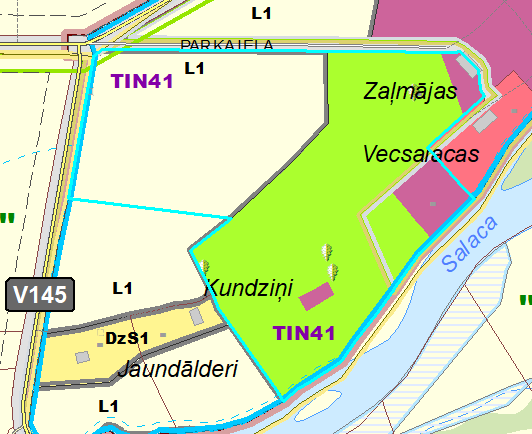 L1
PARKA IELA
L1
TIN41
Zaļmājas
Vecsalacas
"
Salaca
V145
L1
Kundziņi
"
TIN41
DzS1
Jaundālderi
L1